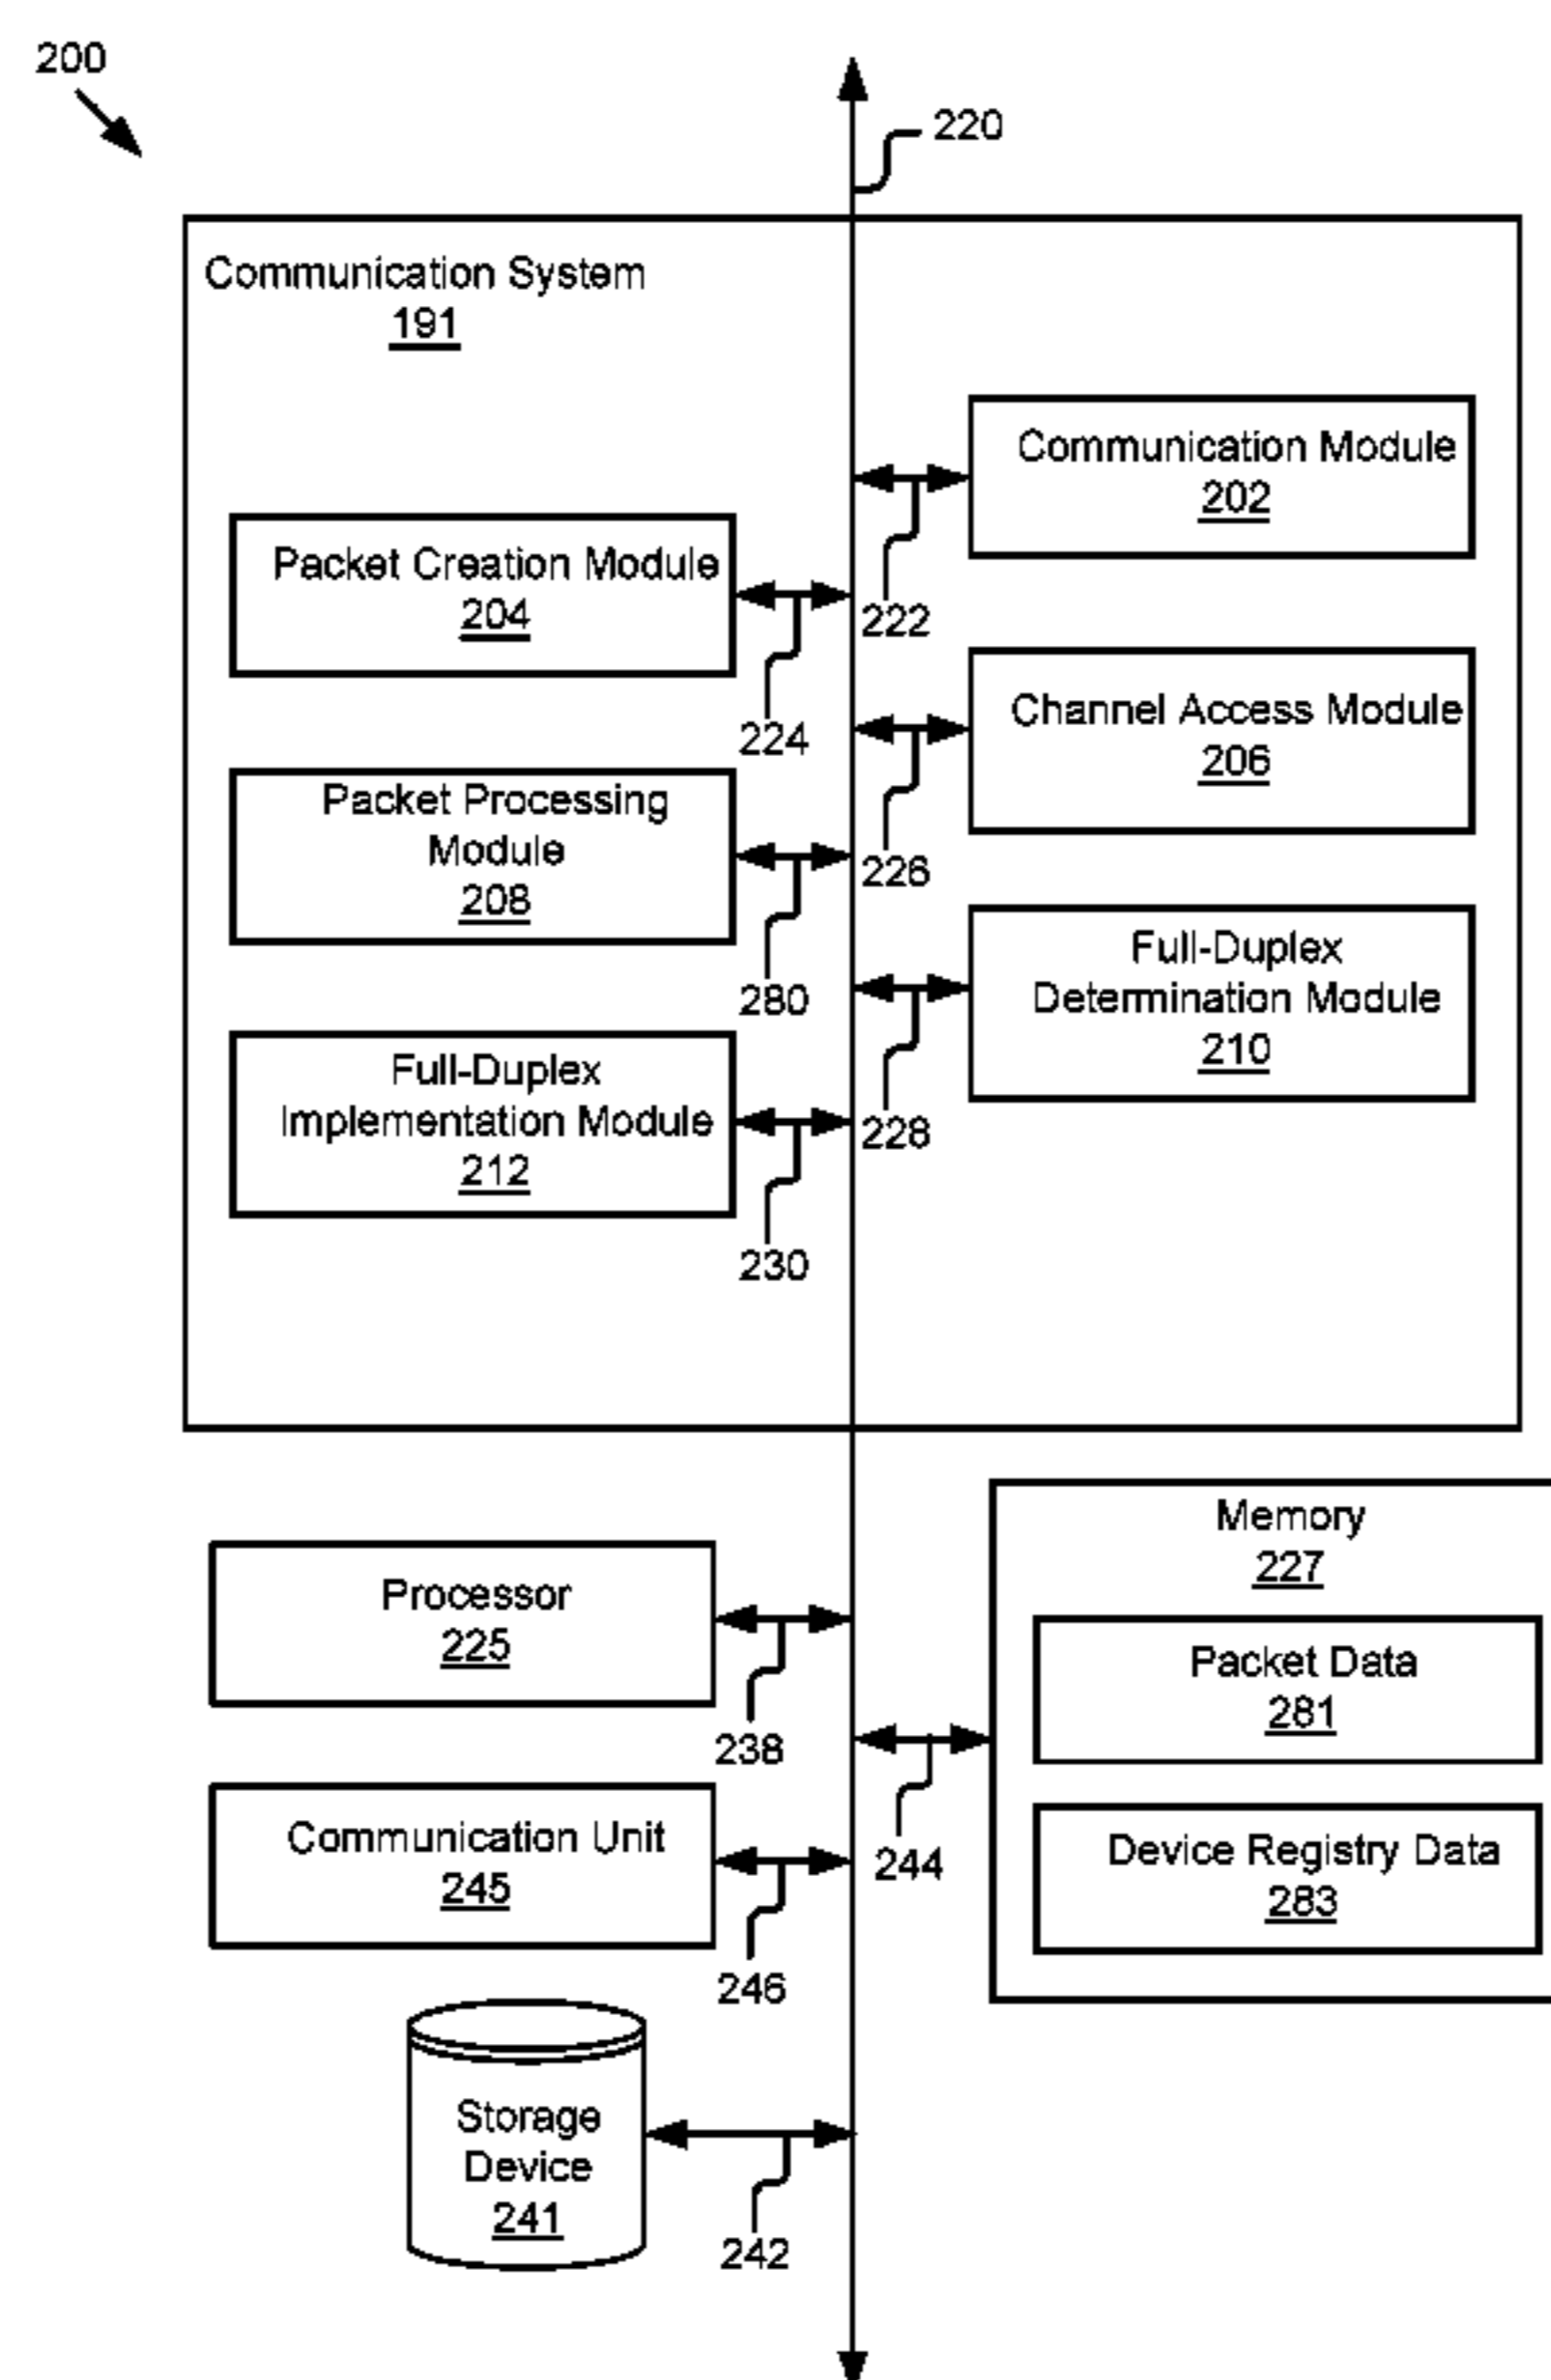 200
220
Communication System
191
Communication Module
202
222
Packet Creation Module
204
224
Channel Access Module
206
226
Packet Processing
Module
208
280
Full-Duplex
Determination Module
210
228
Full-Duplex
Implementation Module
212
230
Memory
227
Processor
225
238
Packet Data
281
244
Communication Unit
245
246
Device Registry Data
283
Storage
Device
241
242